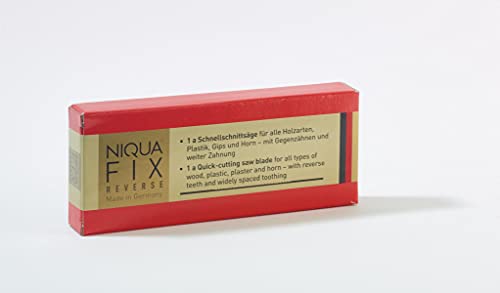 NIQUA
FIX
REVERSE
Made in Germany
• 1 a Schnellschnittsäge für alle Holzarten,
Plastik, Gips und Horn – mit Gegenzähnen und
weiter Zahnung
• 1 a Quick-cutting saw blade for all types of
wood, plastic, plaster and horn – with reverse
teeth and widely spaced toothing